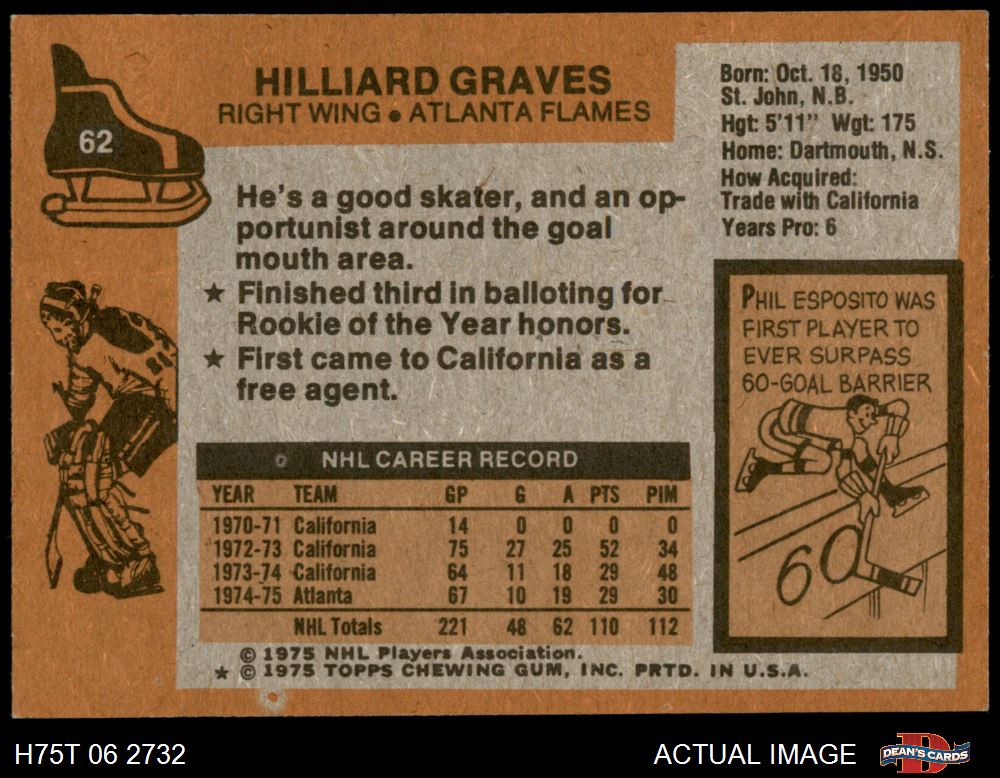 62
HILLIARD GRAVES
RIGHT WING • ATLANTA FLAMES
Born: Oct. 18, 1950
St. John, N.B.
Hgt: 5'11" Wgt: 175
Home: Dartmouth, N.S.
How Acquired:
Trade with California
Years Pro: 6
He's a good skater, and an op-
portunist around the goal
mouth area.
★ Finished third in balloting for
Rookie of the Year honors.
★ First came to California as a
free agent.
PHIL ESPOSITO WAS
FIRST PLAYER TO
EVER SURPASS
60-GOAL BARRIER
60
NHL CAREER RECORD
YEAR TEAM GP G A PTS PIM
1970-71 California 14 0 0 0 0
1972-73 California 75 27 25 52 34
1973-74 California 64 11 18 29 48
1974-75 Atlanta 67 10 19 29 30
NHL Totals 221 48 62 110 112
© 1975 NHL Players Association.
★ © 1975 TOPPS CHEWING GUM, INC. PRTD. IN U.S.A.
H75T 06 2732
ACTUAL IMAGE
DEAN'S CARDS